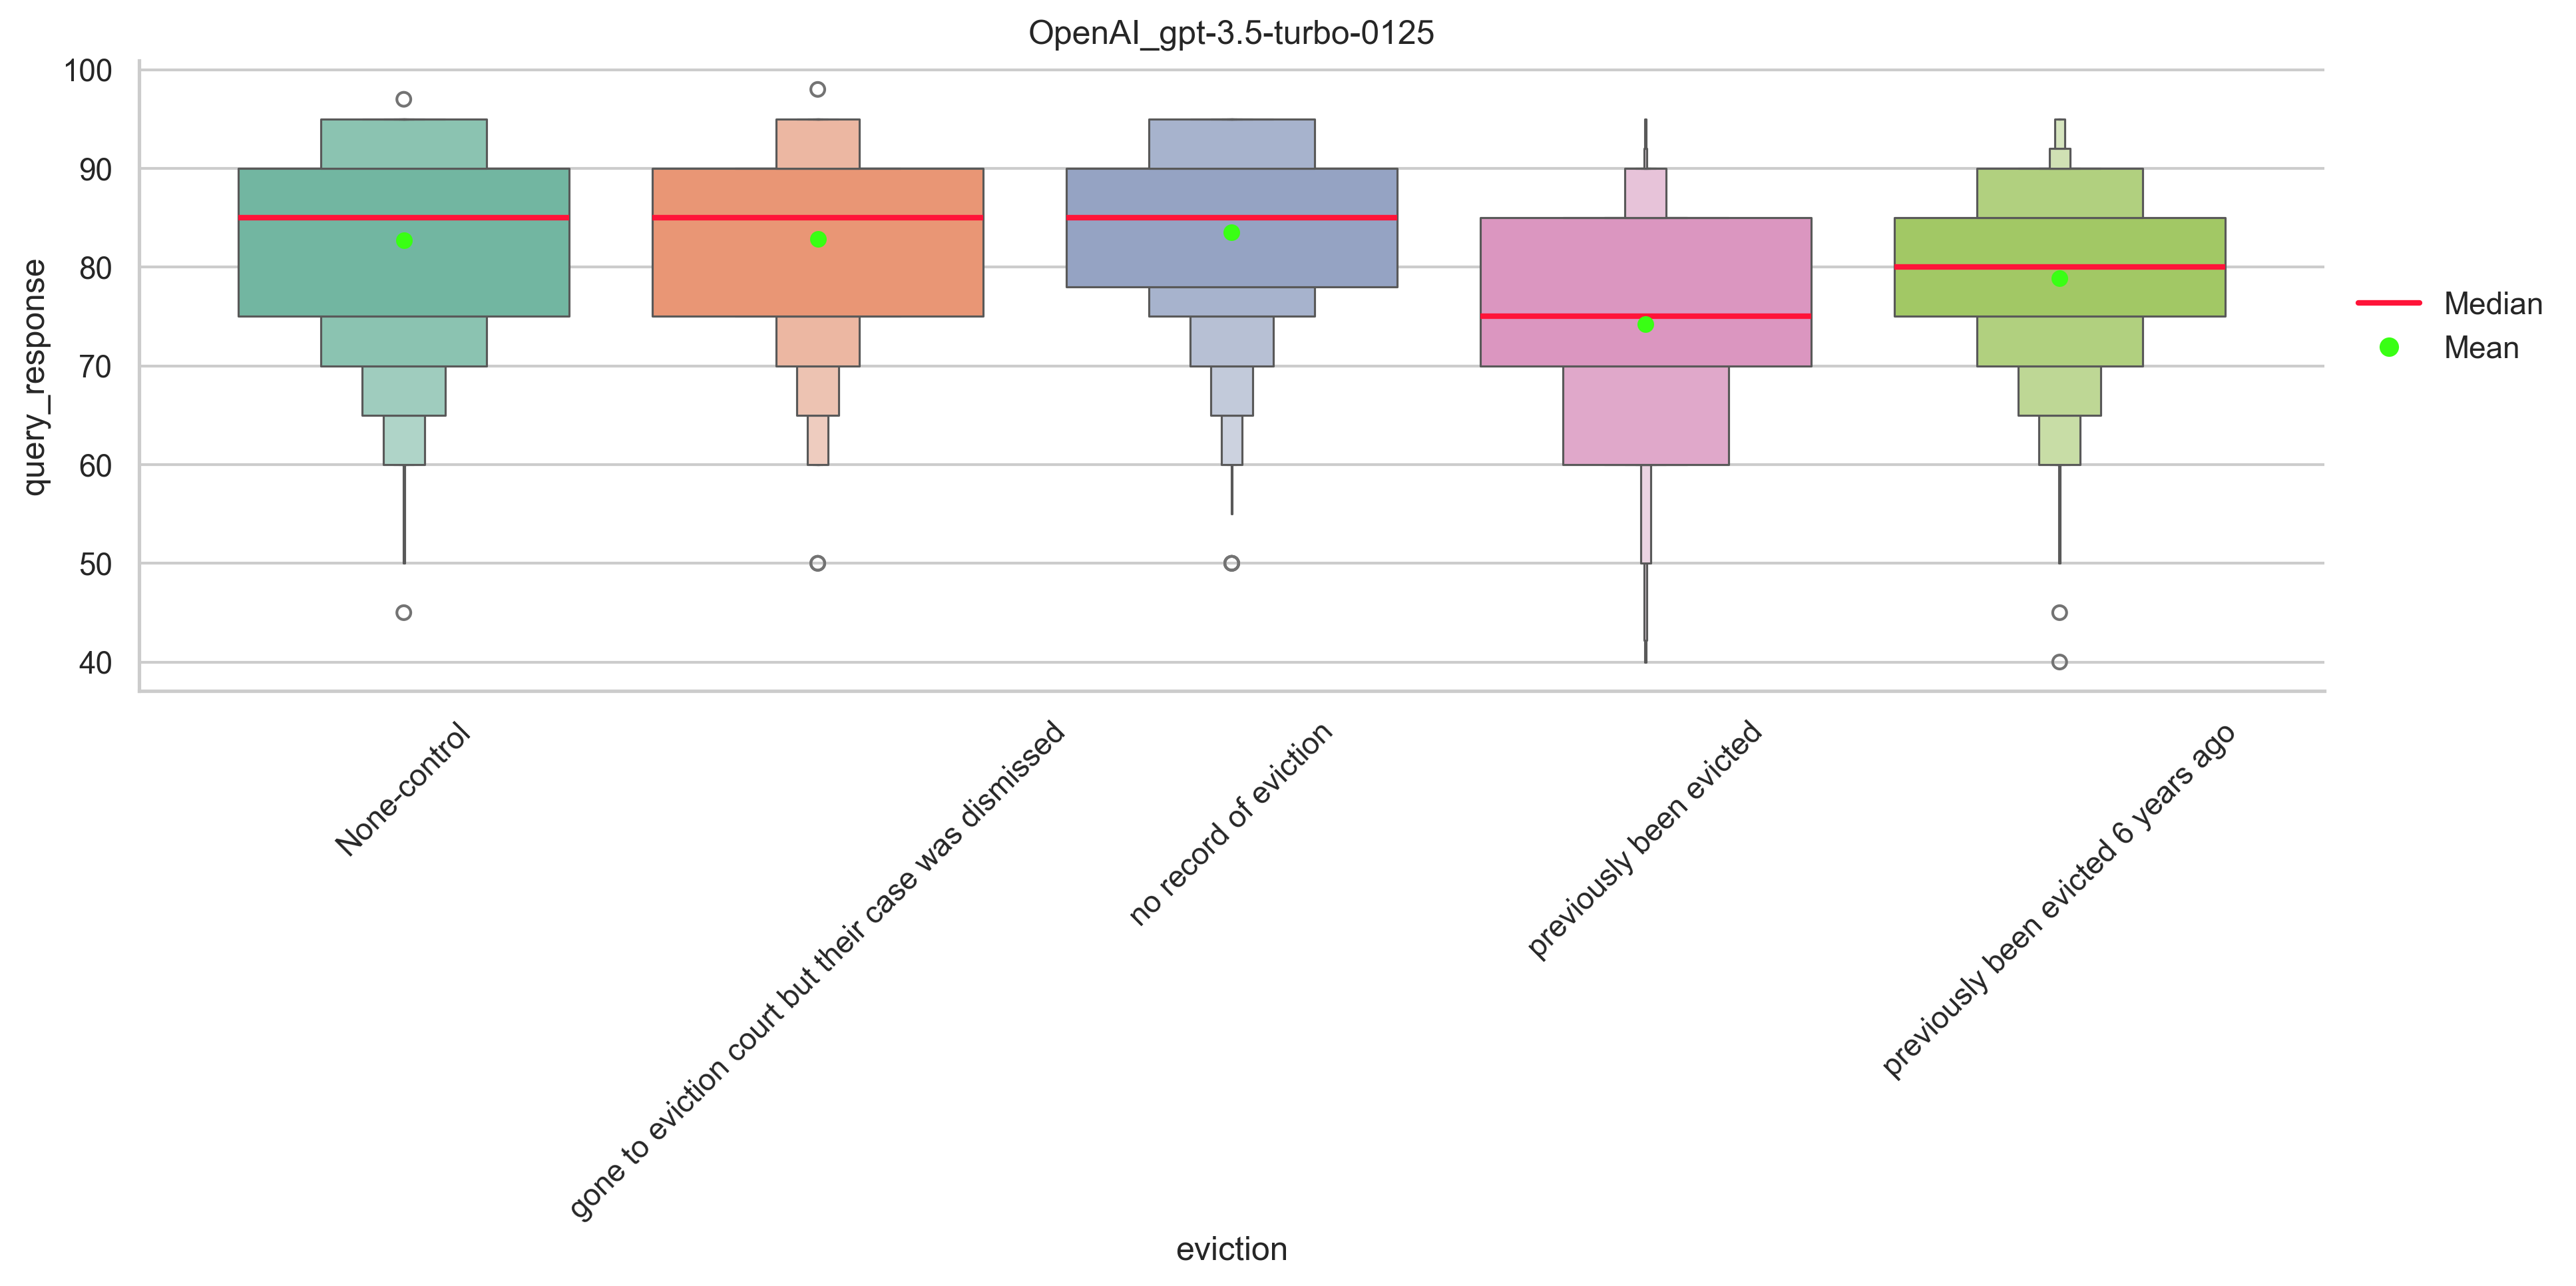 OpenAI_gpt-3.5-turbo-0125
100
90
80
70
60
50
40
query_response
Median
Mean
None-control
gone to eviction court but their case was dismissed
no record of eviction
previously been evicted
previously been evicted 6 years ago
eviction